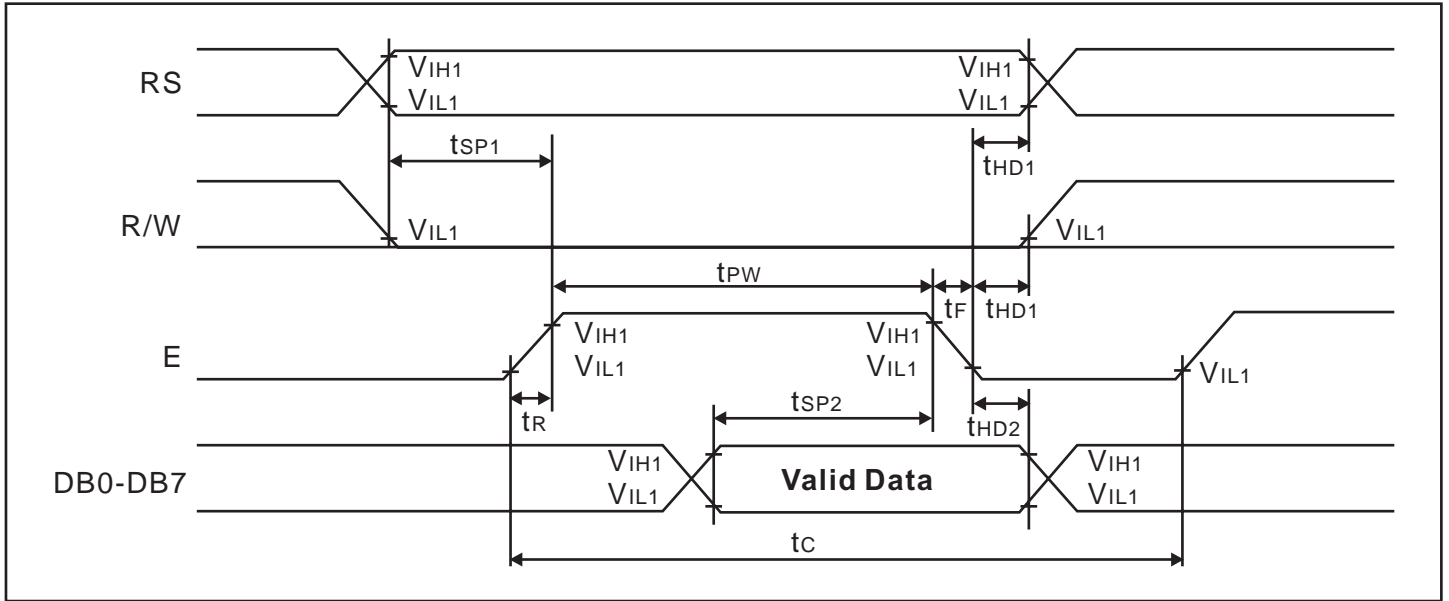 RS
VIH1
VIL1
VIH1
VIL1
tSP1
tHD1
R/W
VIL1
VIL1
tPW
tF
tHD1
E
VIH1
VIL1
VIH1
VIL1
VIL1
tR
tSP2
tHD2
DB0-DB7
VIH1
VIL1
Valid Data
VIH1
VIL1
tC